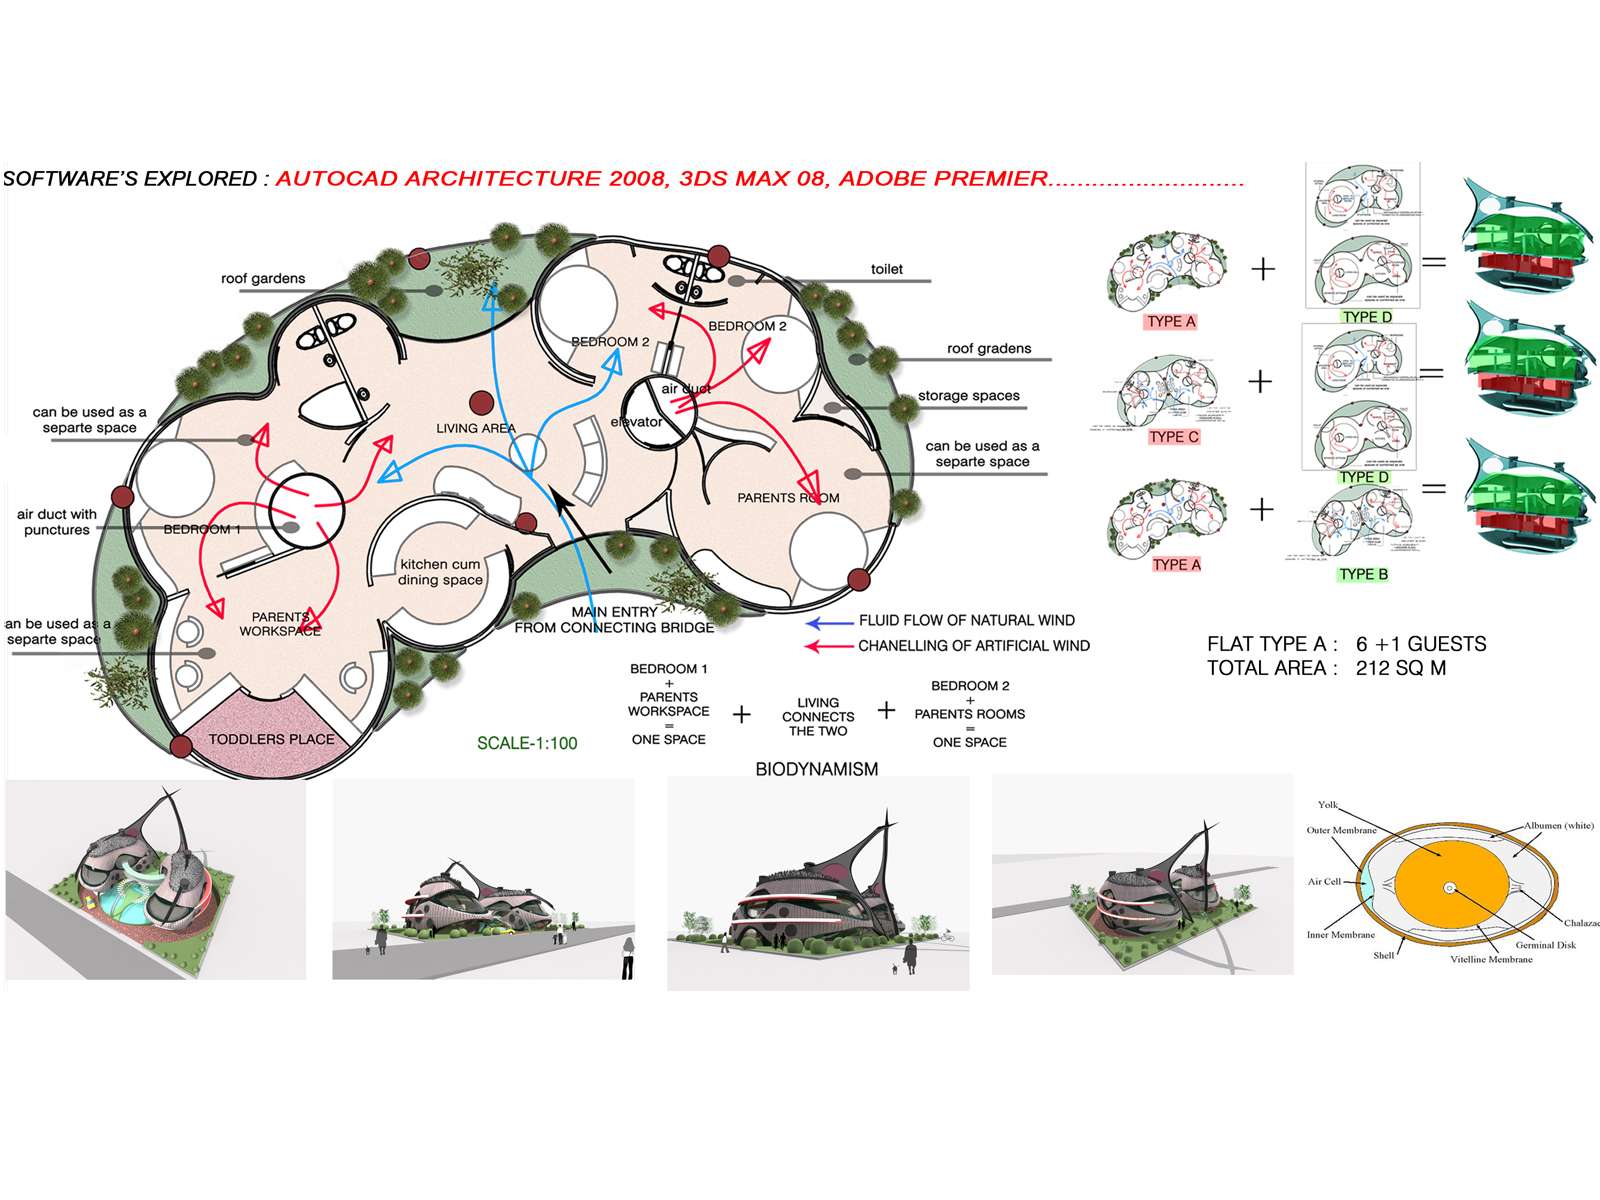 SOFTWARE'S EXPLORED : AUTOCAD ARCHITECTURE 2008, 3DS MAX 08, ADOBE PREMIER...........................
roof gardens
can be used as a
separte space
air duct with
punctures
can be used as a
separte space
toilet
roof gradens
storage spaces
can be used as a
separte space
BEDROOM 2
BEDROOM 2
air duct
elevator
LIVING AREA
PARENTS ROOM
BEDROOM 1
kitchen cum
dining space
PARENTS
WORKSPACE
TODDLERS PLACE
MAIN ENTRY
FROM CONNECTING BRIDGE
FLUID FLOW OF NATURAL WIND
CHANELLING OF ARTIFICIAL WIND
SCALE-1:100
BEDROOM 1
+
PARENTS
WORKSPACE
=
ONE SPACE
+
LIVING
CONNECTS
THE TWO
+
BEDROOM 2
+
PARENTS ROOMS
=
ONE SPACE
BIODYNAMISM
TYPE A
+
TYPE D
=
TYPE C
+
TYPE D
=
TYPE A
+
TYPE B
=
FLAT TYPE A : 6 +1 GUESTS
TOTAL AREA : 212 SQ M
Yolk
Outer Membrane
Albumen (white)
Air Cell
Inner Membrane
Shell
Vitelline Membrane
Germinal Disk
Chalazae